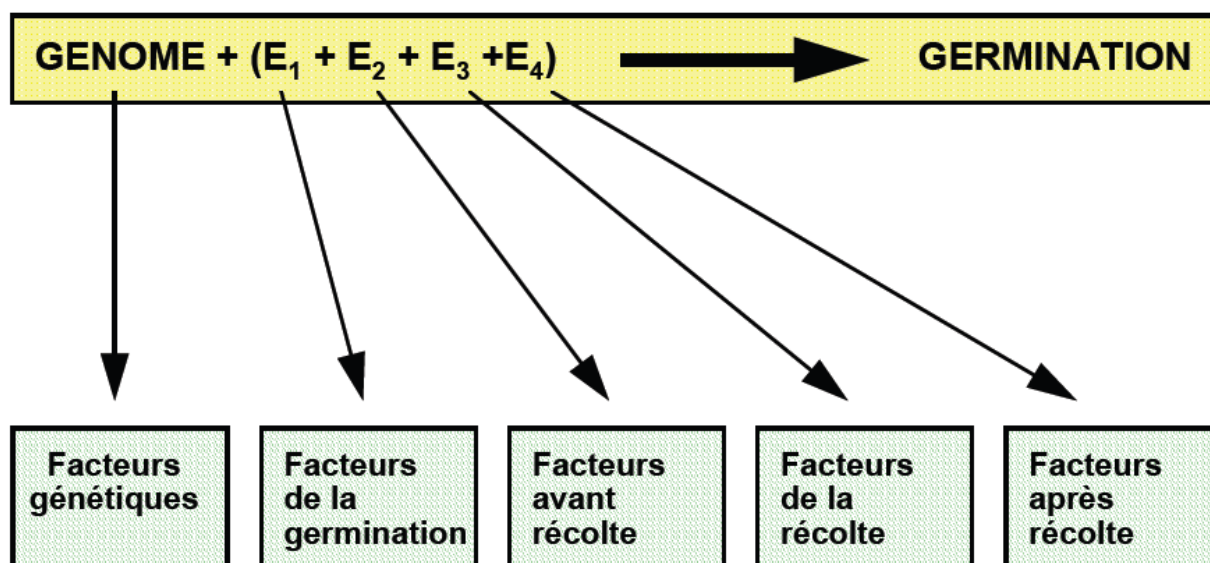 GENOME + (E₁ + E₂ + E₃ +E₄) GERMINATION
Facteurs
génétiques
Facteurs
de la
germination
Facteurs
avant
récolte
Facteurs
de la
récolte
Facteurs
après
récolte